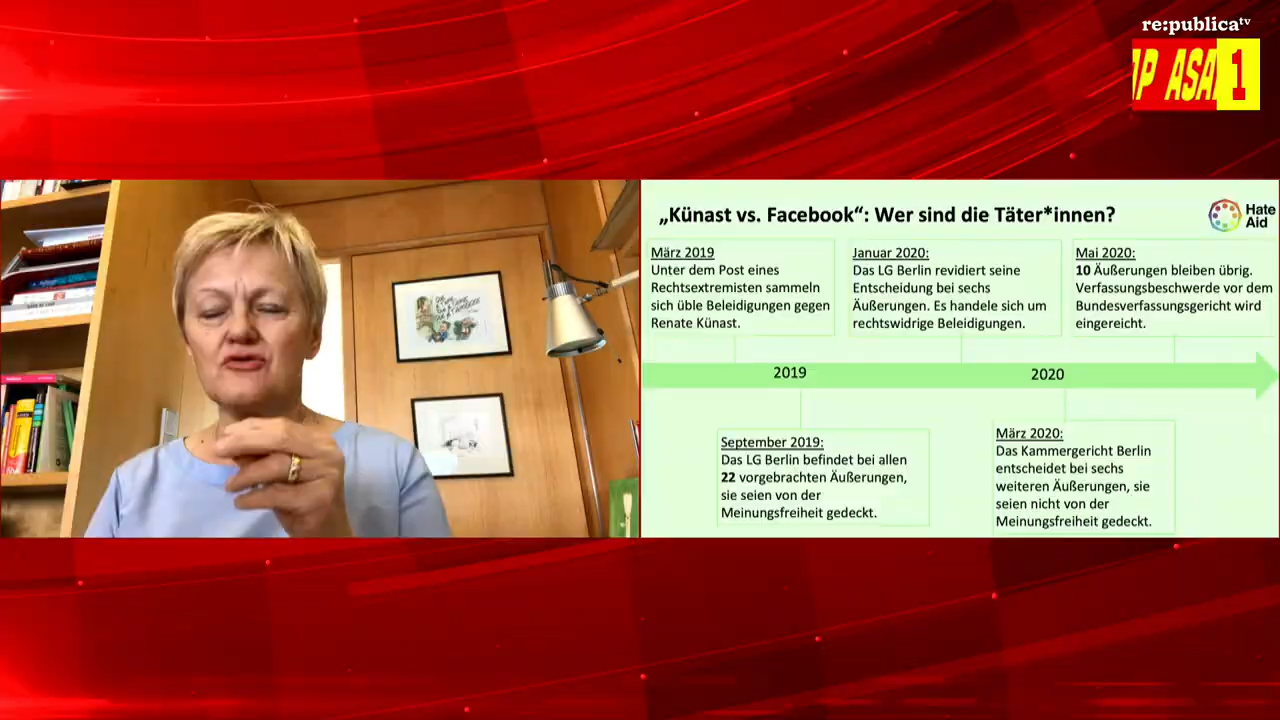 re:publica tv
AP ASA 1
„Künast vs. Facebook“: Wer sind die Täter*innen?
Hate
Aid
März 2019
Unter dem Post eines
Rechtsextremisten sammeln
sich üble Beleidigungen gegen
Renate Künast.
Januar 2020:
Das LG Berlin revidiert seine
Entscheidung bei sechs
Äußerungen. Es handele sich um
rechtswidrige Beleidigungen.
Mai 2020:
10 Äußerungen bleiben übrig.
Verfassungsbeschwerde vor dem
Bundesverfassungsgericht wird
eingereicht.
2019
2020
September 2019:
Das LG Berlin befindet bei allen
22 vorgebrachten Äußerungen,
sie seien von der
Meinungsfreiheit gedeckt.
März 2020:
Das Kammergericht Berlin
entscheidet bei sechs
weiteren Äußerungen, sie
seien nicht von der
Meinungsfreiheit gedeckt.